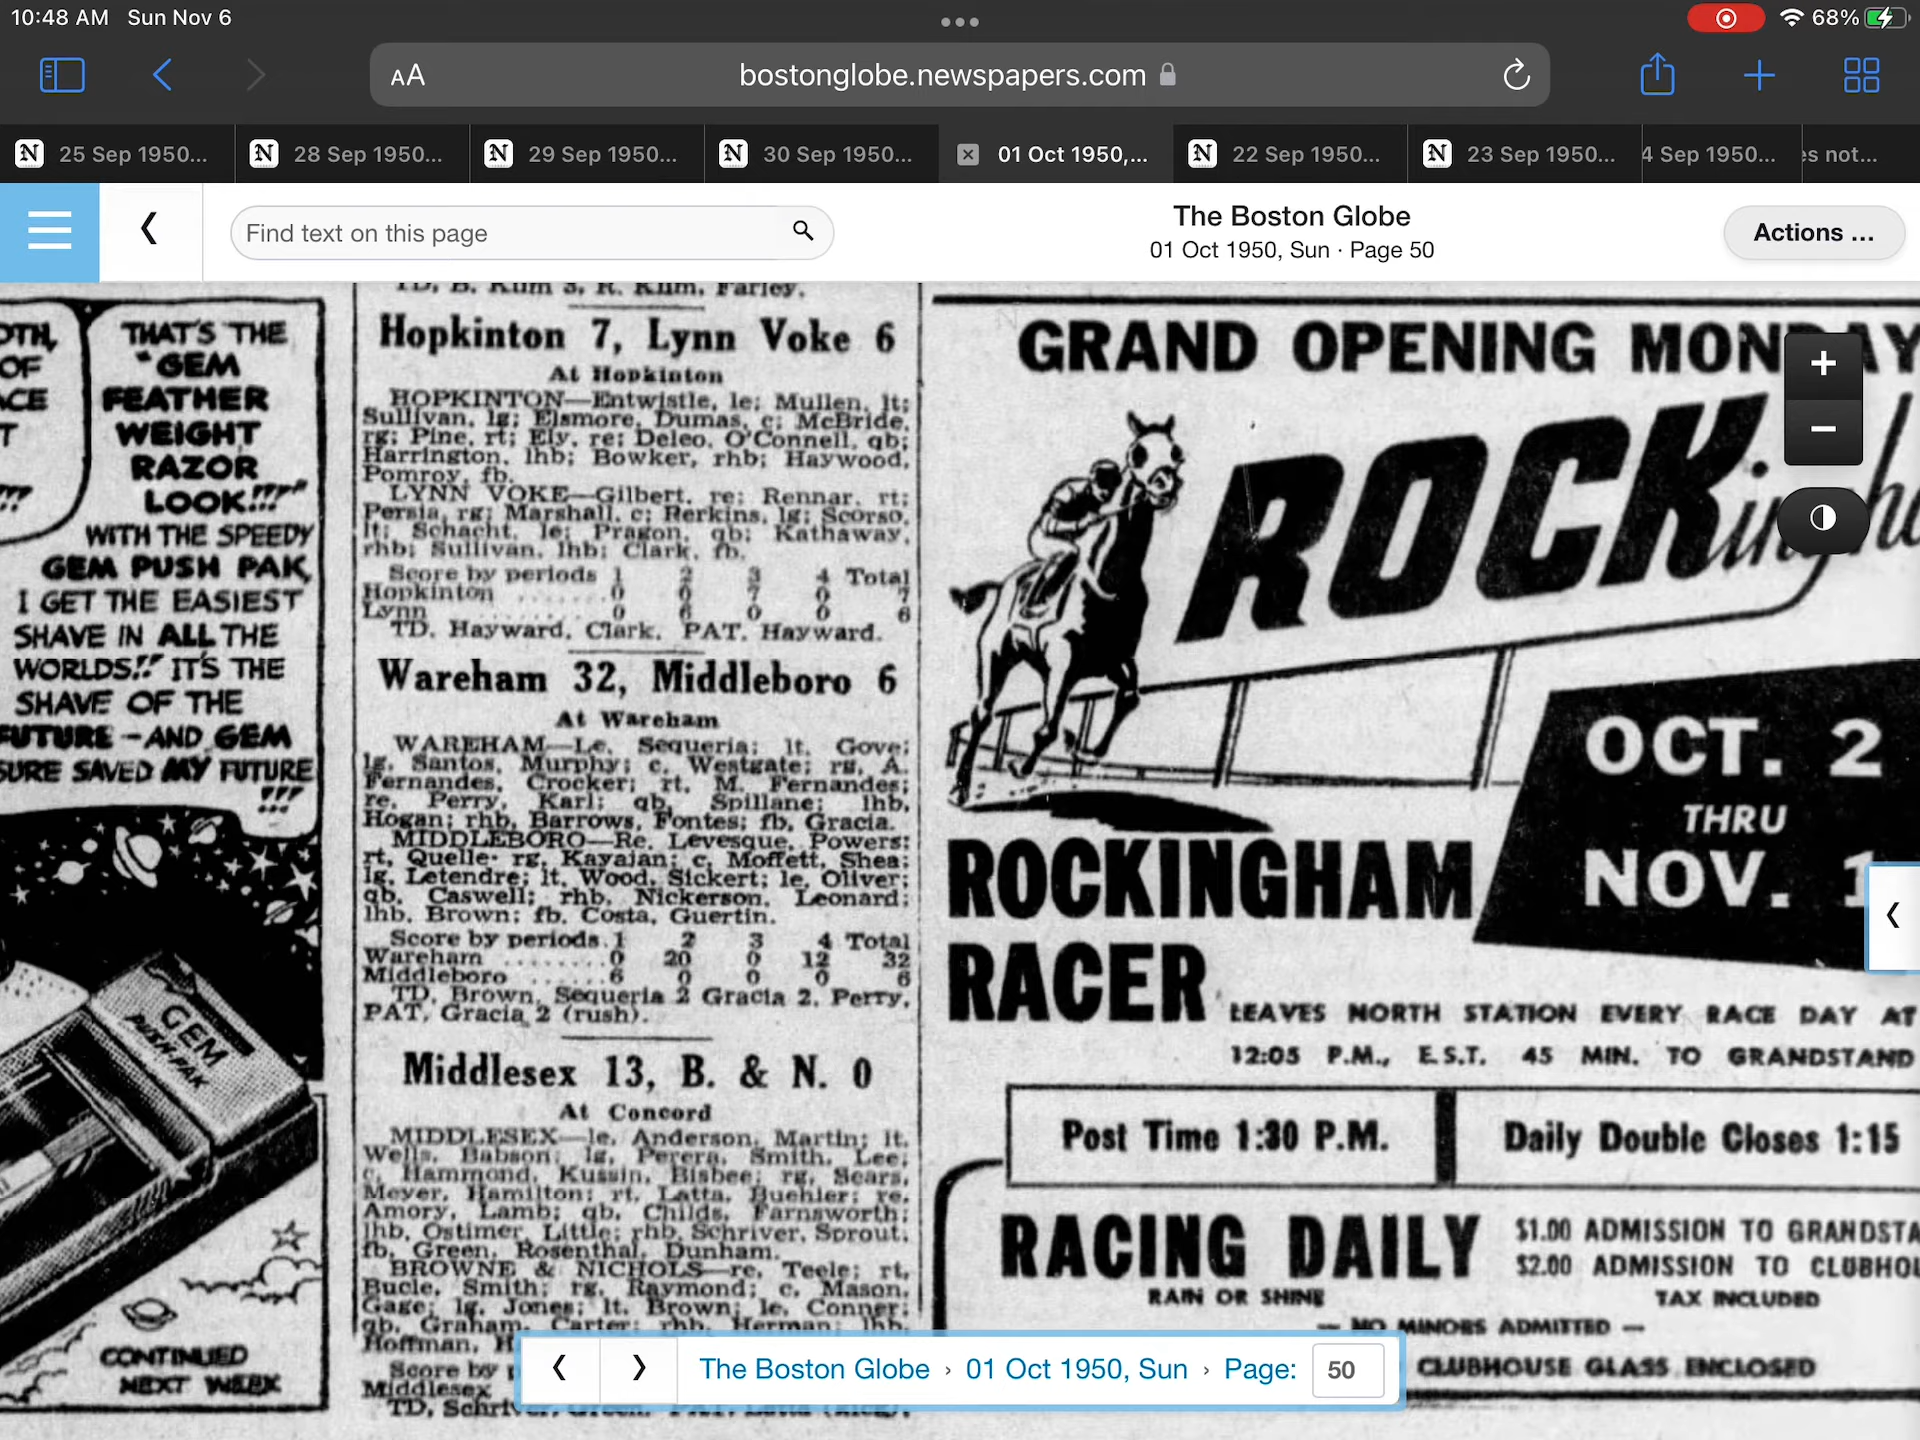 10:48 AM Sun Nov 6
68%
AA
bostonglobe.newspapers.com
25 Sep 1950...
28 Sep 1950...
29 Sep 1950...
30 Sep 1950...
01 Oct 1950,...
22 Sep 1950...
23 Sep 1950...
4 Sep 1950...
es not...
Find text on this page
The Boston Globe
01 Oct 1950, Sun · Page 50
Actions ...
OF
THAT'S THE
"GEM
FEATHER
WEIGHT
RAZOR
LOOK!!!"
WITH THE SPEEDY
GEM PUSH PAK,
I GET THE EASIEST
SHAVE IN ALL THE
WORLDS!! IT'S THE
SHAVE OF THE
FUTURE - AND GEM
SURE SAVED MY FUTURE
!!!
GEM
PUSH-PAK
CONTINUED
NEXT WEEK
TD, B. Kum 3, R. Kum, Farley.
Hopkinton 7, Lynn Voke 6
At Hopkinton
HOPKINTON—Entwistle, le; Mullen, lt;
Sullivan, lg; Elsmore, Dumas, c; McBride,
rg; Pine, rt; Ely, re; Deleo, O'Connell, qb;
Harrington, lhb; Bowker, rhb; Haywood,
Pomroy, fb.
LYNN VOKE—Gilbert, re; Rennar, rt;
Persia, rg; Marshall, c; Rerkins, lg; Scorso,
lt; Schacht, le; Pragon, qb; Kathaway,
rhb; Sullivan, lhb; Clark, fb.
Score by periods 1 2 3 4 Total
Hopkinton ....... 0 0 7 0 7
Lynn ....... 0 6 0 0 6
TD, Hayward, Clark. PAT, Hayward.
Wareham 32, Middleboro 6
At Wareham
WAREHAM—Le, Sequeria; lt, Gove;
lg, Santos, Murphy; c, Westgate; rg, A.
Fernandes, Crocker; rt, M. Fernandes;
re, Perry, Karl; qb, Spillane; lhb,
Hogan; rhb, Barrows, Fontes; fb, Gracia.
MIDDLEBORO—Re, Levesque, Powers;
rt, Quelle; rg, Kayajan; c, Moffett, Shea;
lg, Letendre; lt, Wood, Sickert; le, Oliver;
qb, Caswell; rhb, Nickerson, Leonard;
lhb, Brown; fb, Costa, Guertin.
Score by periods. 1 2 3 4 Total
Wareham ........ 0 20 0 12 32
Middleboro ...... 6 0 0 0 6
TD, Brown, Sequeria 2 Gracia 2, Perry,
PAT, Gracia 2 (rush).
Middlesex 13, B. & N. 0
At Concord
MIDDLESEX—le, Anderson, Martin; lt,
Wells, Babson; lg, Perera, Smith, Lee;
c, Hammond, Kussin, Bisbee; rg, Sears,
Meyer, Hamilton; rt, Latta, Buehler; re,
Amory, Lamb; qb, Childs, Farnsworth;
lhb, Ostimer, Little; rhb, Schriver, Sprout,
fb, Green, Rosenthal, Dunham.
BROWNE & NICHOLS—re, Teele; rt,
Bucle, Smith; rg, Raymond; c, Mason,
Gage; lg, Jones; lt, Brown; le, Conner;
qb, Graham, Carter; rhb, Herman; lhb,
Hoffman, H
Score by
Middlesex
TD, Schriv
GRAND OPENING MONDAY
ROCKingha
OCT. 2
THRU
NOV. 1
ROCKINGHAM
RACER LEAVES NORTH STATION EVERY RACE DAY AT
12:05 P.M., E.S.T. 45 MIN. TO GRANDSTAND
Post Time 1:30 P.M.
Daily Double Closes 1:15
RACING DAILY
RAIN OR SHINE
$1.00 ADMISSION TO GRANDSTA
$2.00 ADMISSION TO CLUBHOU
TAX INCLUDED
— NO MINORS ADMITTED —
CLUBHOUSE GLASS ENCLOSED
The Boston Globe › 01 Oct 1950, Sun › Page: 50